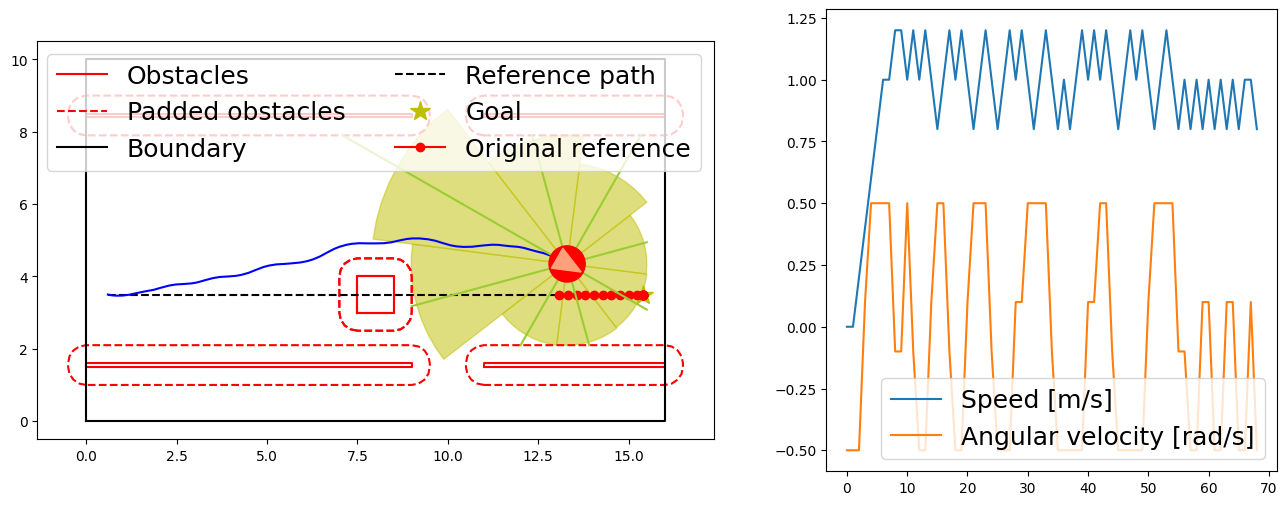 Obstacles
Padded obstacles
Boundary
Reference path
Goal
Original reference
10
8
6
4
2
0
0.0 2.5 5.0 7.5 10.0 12.5 15.0
1.25
1.00
0.75
0.50
0.25
0.00
−0.25
−0.50
Speed [m/s]
Angular velocity [rad/s]
0 10 20 30 40 50 60 70